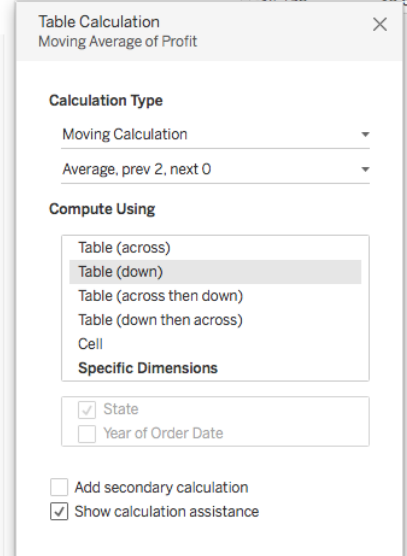 Table Calculation
Moving Average of Profit
Calculation Type
Moving Calculation
Average, prev 2, next 0
Compute Using
Table (across)
Table (down)
Table (across then down)
Table (down then across)
Cell
Specific Dimensions
State
Year of Order Date
Add secondary calculation
Show calculation assistance